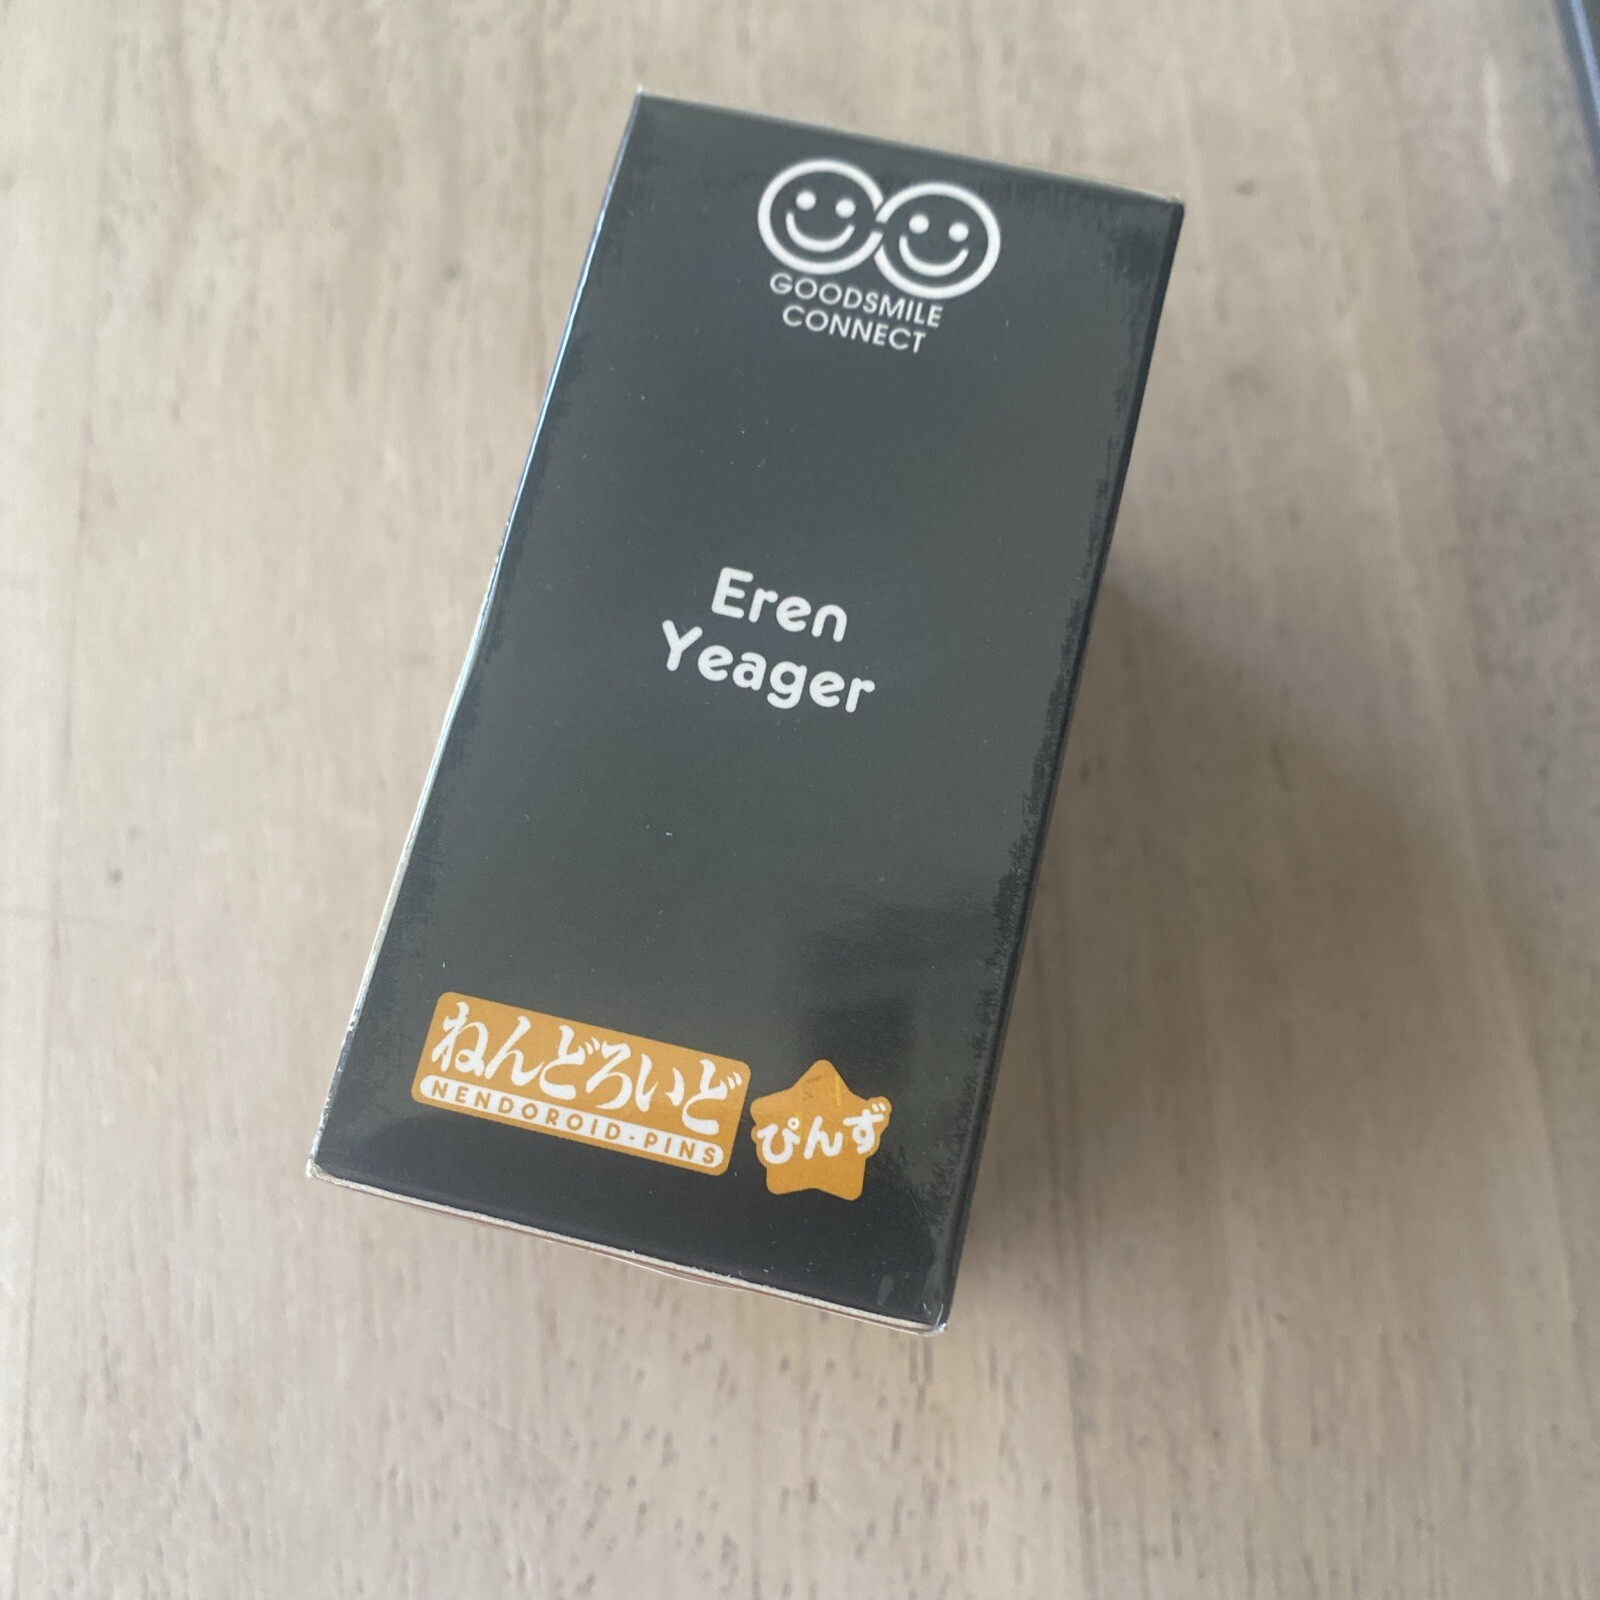 GOODSMILE
CONNECT
Eren
Yeager
ねんどろいど
NENDOROID·PINS
ぴんず